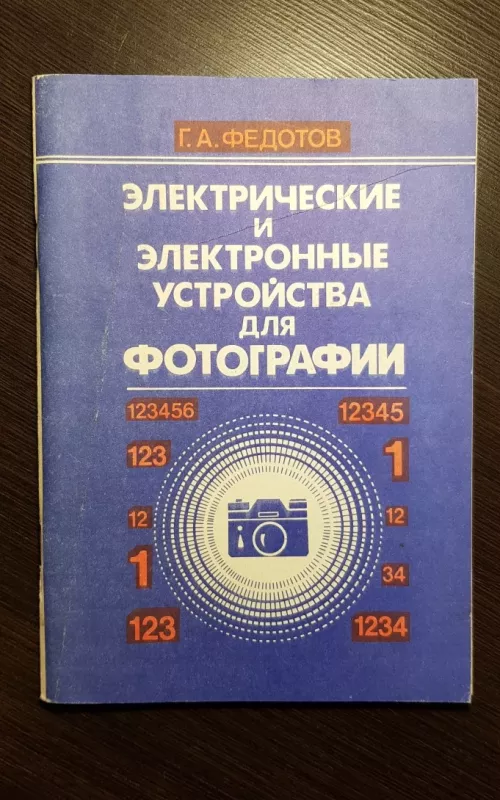 Г. А. ФЕДОТОВ
ЭЛЕКТРИЧЕСКИЕ
И
ЭЛЕКТРОННЫЕ
УСТРОЙСТВА
ДЛЯ
ФОТОГРАФИИ
123456 12345
123 1
12 12
1 34
123 1234